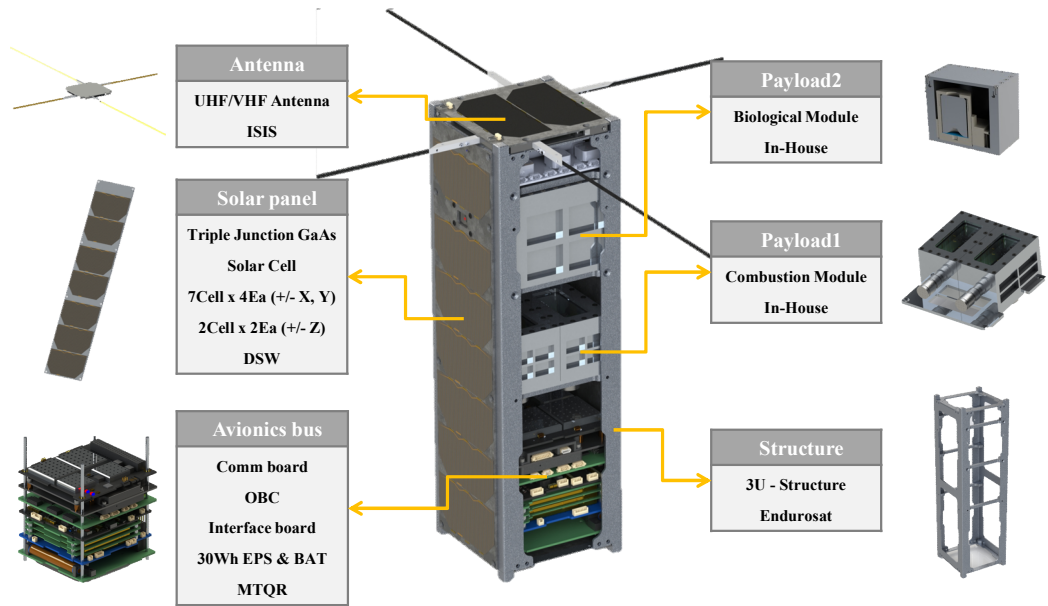 Antenna
UHF/VHF Antenna
ISIS
Solar panel
Triple Junction GaAs
Solar Cell
7Cell x 4Ea (+/- X, Y)
2Cell x 2Ea (+/- Z)
DSW
Avionics bus
Comm board
OBC
Interface board
30Wh EPS & BAT
MTQR
Payload2
Biological Module
In-House
Payload1
Combustion Module
In-House
Structure
3U - Structure
Endurosat